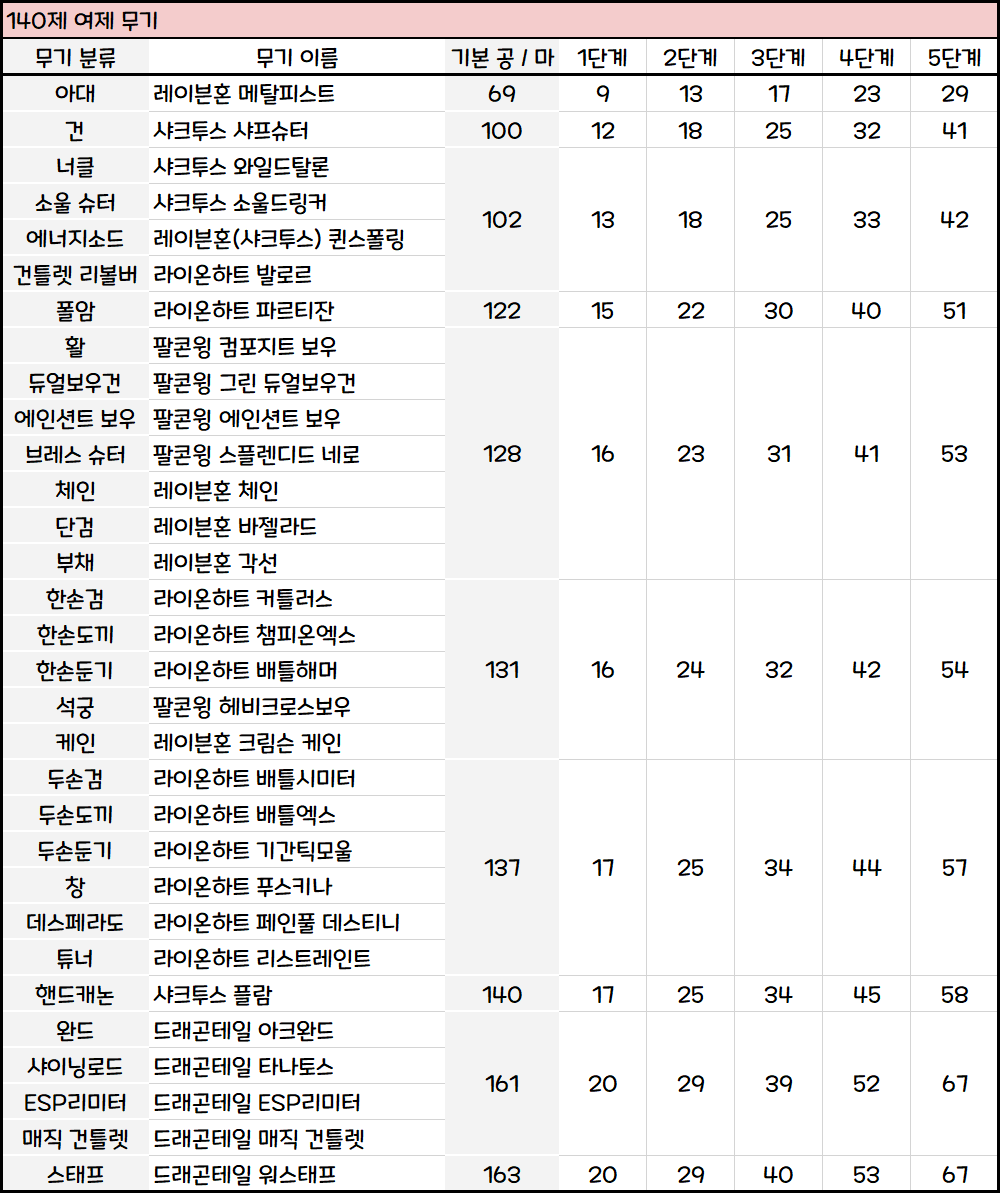 140제 여제 무기
무기 분류 무기 이름 기본 공 / 마 1단계 2단계 3단계 4단계 5단계
아대 레이븐혼 메탈피스트 69 9 13 17 23 29
건 샤크투스 샤프슈터 100 12 18 25 32 41
너클 샤크투스 와일드탈론
소울 슈터 샤크투스 소울드링커
102 13 18 25 33 42
에너지소드 레이븐혼(샤크투스) 퀸스폴링
건틀렛 리볼버 라이온하트 발로르
폴암 라이온하트 파르티잔 122 15 22 30 40 51
활 팔콘윙 컴포지트 보우
듀얼보우건 팔콘윙 그린 듀얼보우건
에인션트 보우 팔콘윙 에인션트 보우
브레스 슈터 팔콘윙 스플렌디드 네로 128 16 23 31 41 53
체인 레이븐혼 체인
단검 레이븐혼 바젤라드
부채 레이븐혼 각선
한손검 라이온하트 커틀러스
한손도끼 라이온하트 챔피온엑스
한손둔기 라이온하트 배틀해머 131 16 24 32 42 54
석궁 팔콘윙 헤비크로스보우
케인 레이븐혼 크림슨 케인
두손검 라이온하트 배틀시미터
두손도끼 라이온하트 배틀엑스
두손둔기 라이온하트 기간틱모울
137 17 25 34 44 57
창 라이온하트 푸스키나
데스페라도 라이온하트 페인풀 데스티니
튜너 라이온하트 리스트레인트
핸드캐논 샤크투스 플람 140 17 25 34 45 58
완드 드래곤테일 아크완드
샤이닝로드 드래곤테일 타나토스
161 20 29 39 52 67
ESP리미터 드래곤테일 ESP리미터
매직 건틀렛 드래곤테일 매직 건틀렛
스태프 드래곤테일 워스태프 163 20 29 40 53 67